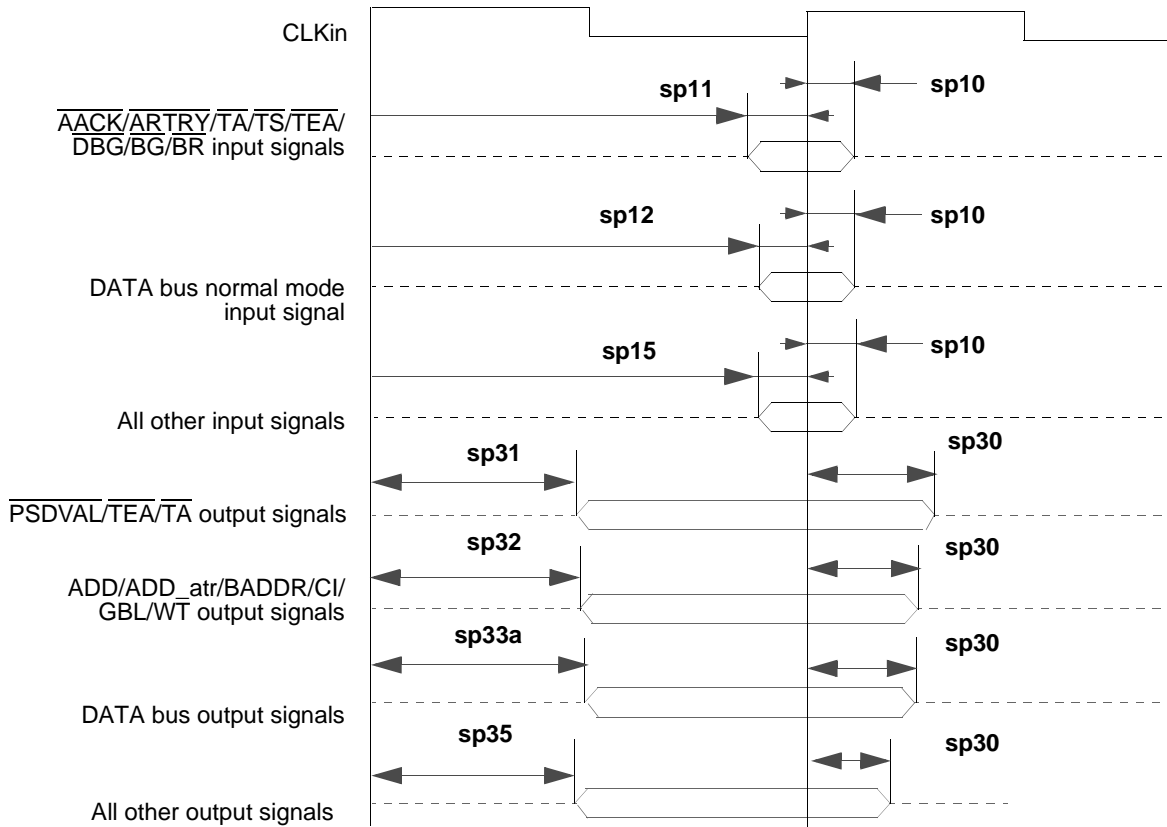 CLKin
sp11
sp10
AACK/ARTRY/TA/TS/TEA/
DBG/BG/BR input signals
sp12
sp10
DATA bus normal mode
input signal
sp15
sp10
All other input signals
sp31
sp30
PSDVAL/TEA/TA output signals
sp32
sp30
ADD/ADD_atr/BADDR/CI/
GBL/WT output signals
sp33a
sp30
DATA bus output signals
sp35
sp30
All other output signals